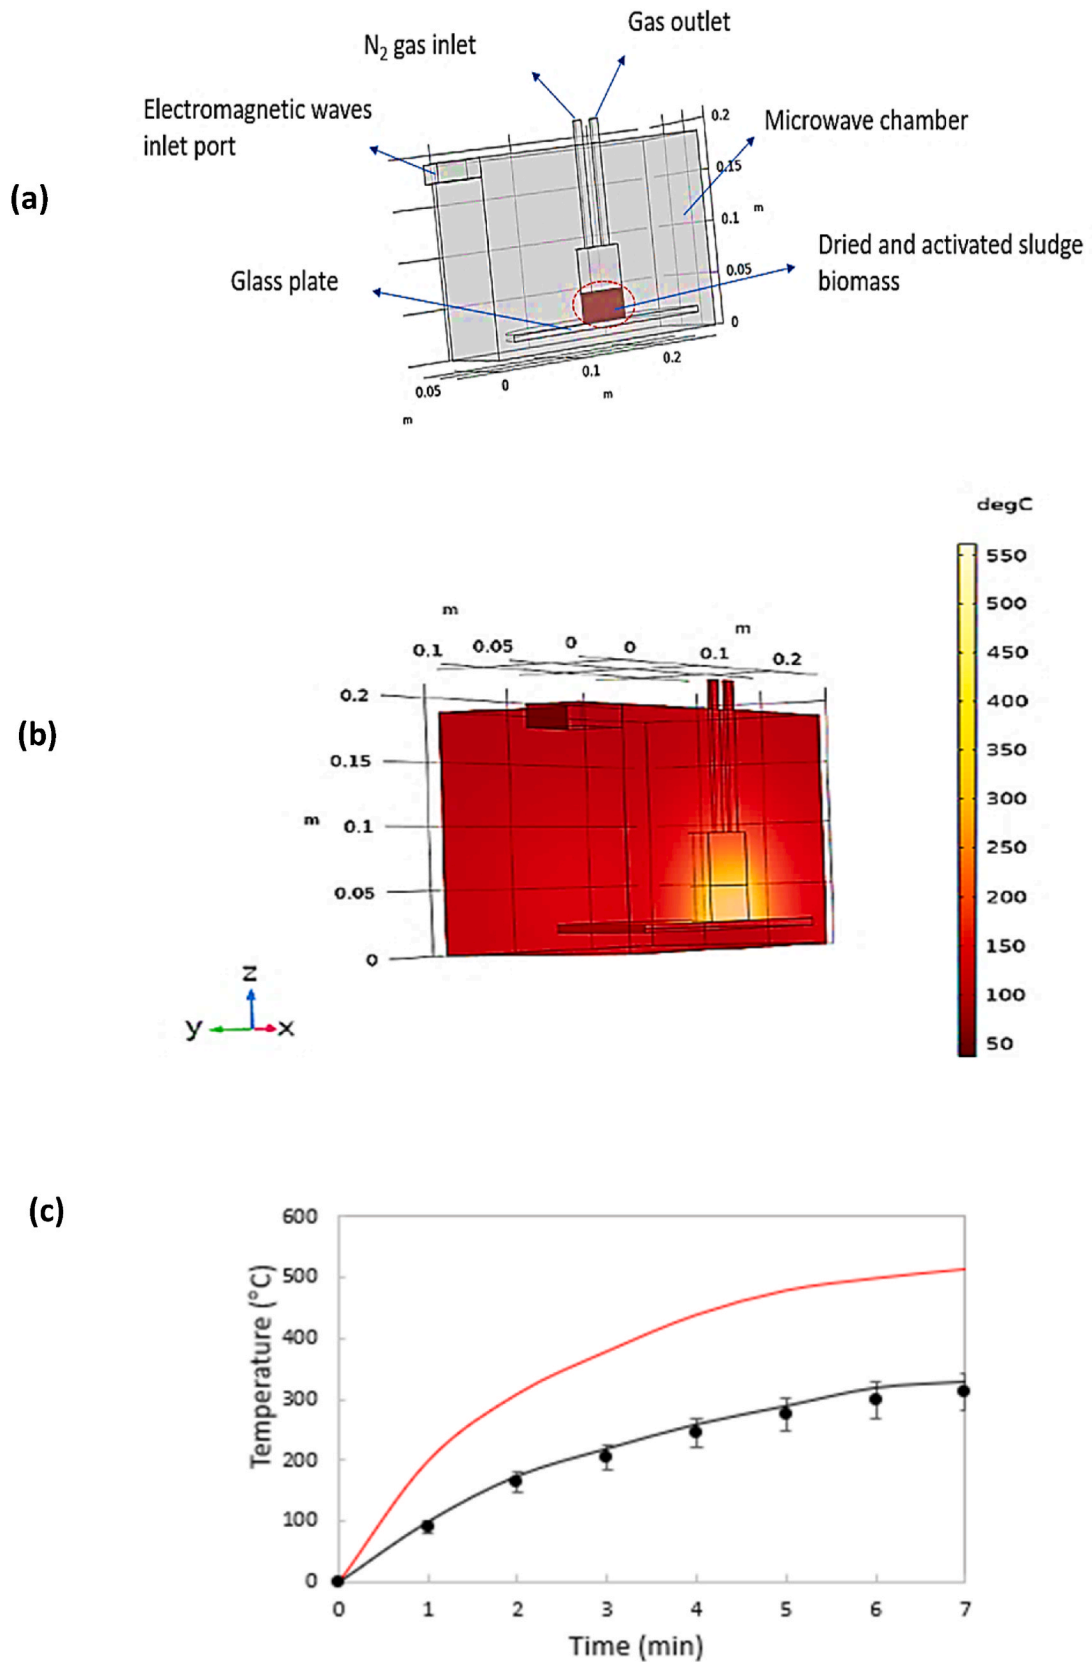 (a)
N₂ gas inlet
Gas outlet
Electromagnetic waves
inlet port
Microwave chamber
Glass plate
Dried and activated sludge
biomass
0.2
0.15
0.1
m
0.05
0
0.05
0
0.1
0.2
m
m
(b)
degC
550
500
450
400
350
300
250
200
150
100
50
m
m
0.1
0.05
0
0
0.1
0.2
0.2
0.15
m
0.1
0.05
0
z
y
x
(c)
Temperature (°C)
600
500
400
300
200
100
0
0 1 2 3 4 5 6 7
Time (min)